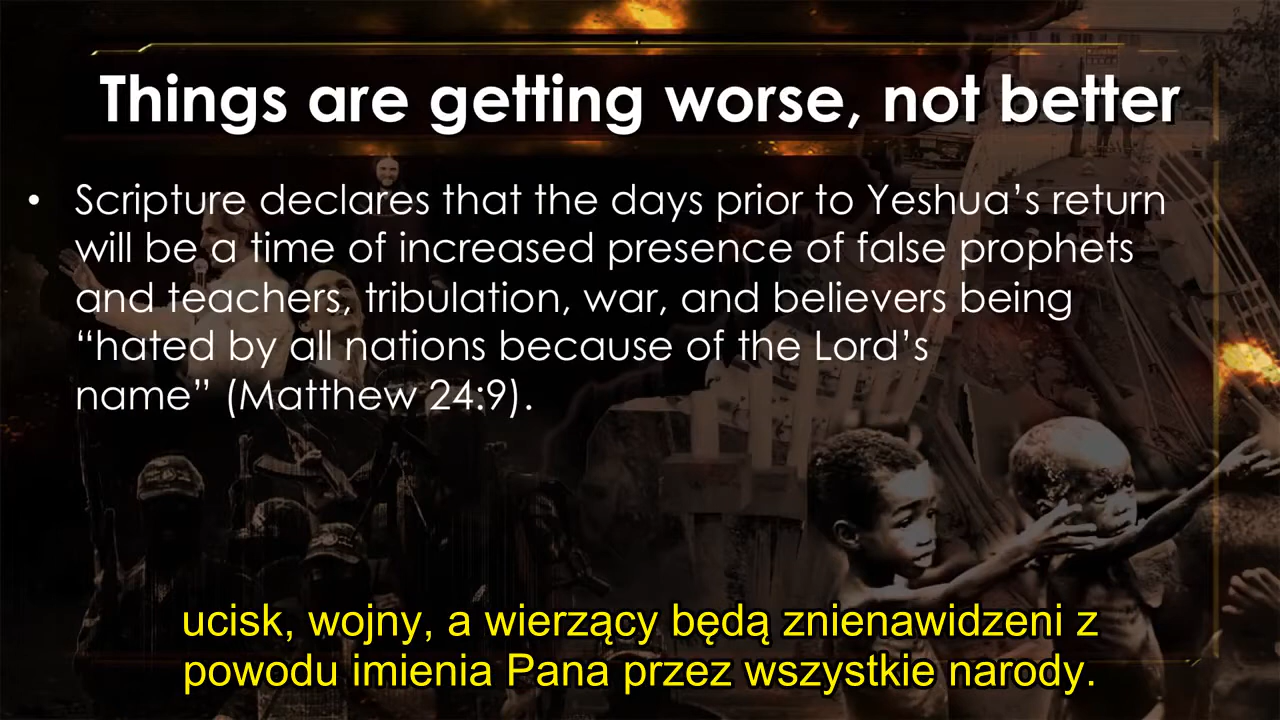 Things are getting worse, not better
• Scripture declares that the days prior to Yeshua’s return
will be a time of increased presence of false prophets
and teachers, tribulation, war, and believers being
“hated by all nations because of the Lord’s
name” (Matthew 24:9).
ucisk, wojny, a wierzący będą znienawidzeni z
powodu imienia Pana przez wszystkie narody.